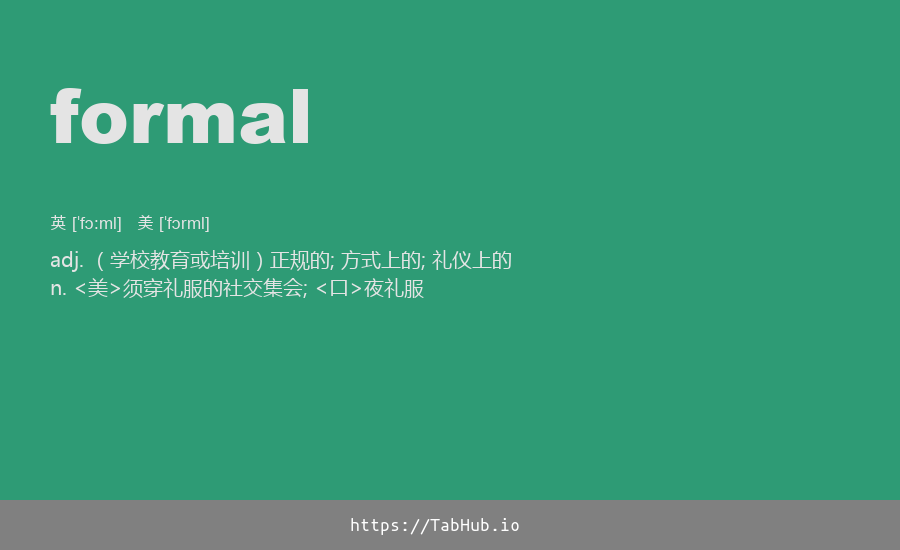 formal
英 [ˈfɔːml] 美 [ˈfɔrml]
adj. ( 学校教育或培训 ) 正规的; 方式上的; 礼仪上的
n. <美>须穿礼服的社交集会; <口>夜礼服
https://TabHub.io